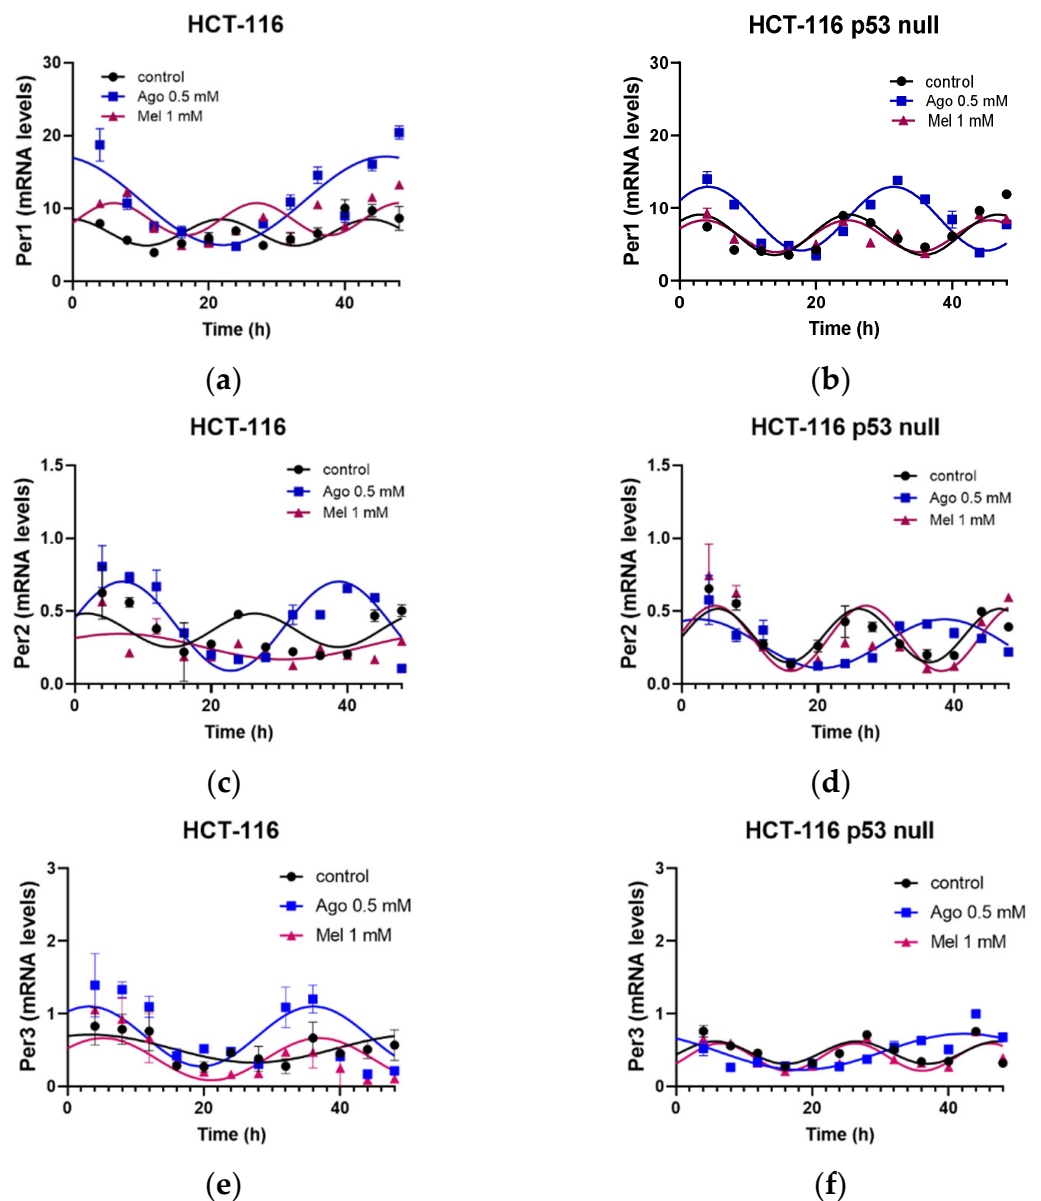 HCT-116
Per1 (mRNA levels)
30
20
10
0
control
Ago 0.5 mM
Mel 1 mM
0
20
40
Time (h)
(a)
HCT-116 p53 null
Per1 (mRNA levels)
30
20
10
0
control
Ago 0.5 mM
Mel 1 mM
0
20
40
Time (h)
(b)
HCT-116
Per2 (mRNA levels)
1.5
1.0
0.5
0.0
control
Ago 0.5 mM
Mel 1 mM
0
20
40
Time (h)
(c)
HCT-116 p53 null
Per2 (mRNA levels)
1.5
1.0
0.5
0.0
control
Ago 0.5 mM
Mel 1 mM
0
20
40
Time (h)
(d)
HCT-116
Per3 (mRNA levels)
3
2
1
0
control
Ago 0.5 mM
Mel 1 mM
0
20
40
Time (h)
(e)
HCT-116 p53 null
Per3 (mRNA levels)
3
2
1
0
control
Ago 0.5 mM
Mel 1 mM
0
20
40
Time (h)
(f)